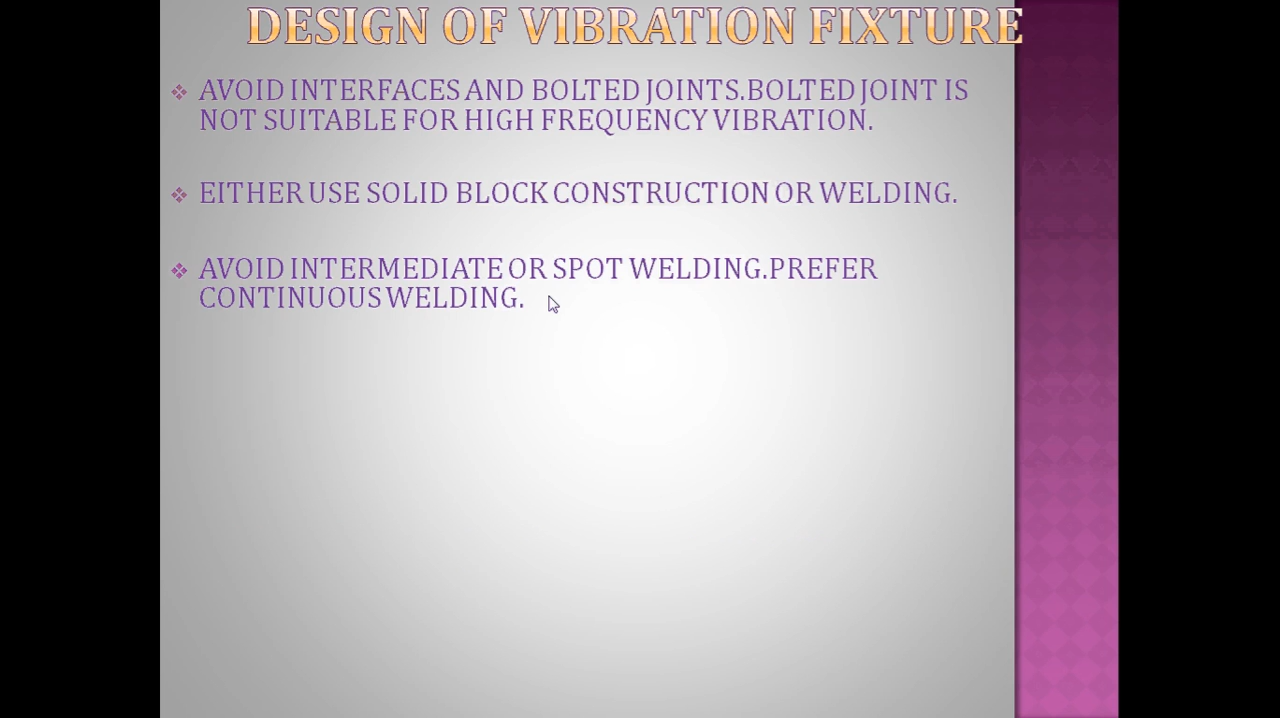 DESIGN OF VIBRATION FIXTURE
AVOID INTERFACES AND BOLTED JOINTS.BOLTED JOINT IS
NOT SUITABLE FOR HIGH FREQUENCY VIBRATION.
EITHER USE SOLID BLOCK CONSTRUCTION OR WELDING.
AVOID INTERMEDIATE OR SPOT WELDING.PREFER
CONTINUOUS WELDING.